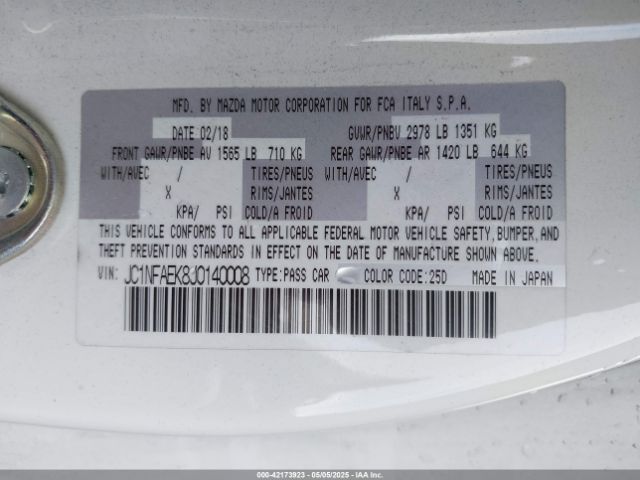 MFD. BY MAZDA MOTOR CORPORATION FOR FCA ITALY S.P.A.
DATE 02/18 GVWR/PNBV 2978 LB 1351 KG
FRONT GAWR/PNBE AV 1565 LB 710 KG REAR GAWR/PNBE AR 1420 LB 644 KG
WITH/AVEC / TIRES/PNEUS WITH/AVEC / TIRES/PNEUS
X RIMS/JANTES X RIMS/JANTES
KPA/ PSI COLD/A FROID KPA/ PSI COLD/A FROID
THIS VEHICLE CONFORMS TO ALL APPLICABLE FEDERAL MOTOR VEHICLE SAFETY, BUMPER, AND
THEFT PREVENTION STANDARDS IN EFFECT ON THE DATE OF MANUFACTURE SHOWN ABOVE.
VIN: JC1NFAEK8J0140008 TYPE: PASS CAR COLOR CODE: 25D MADE IN JAPAN
000-42173923 - 05/05/2025 - IAAI.COM